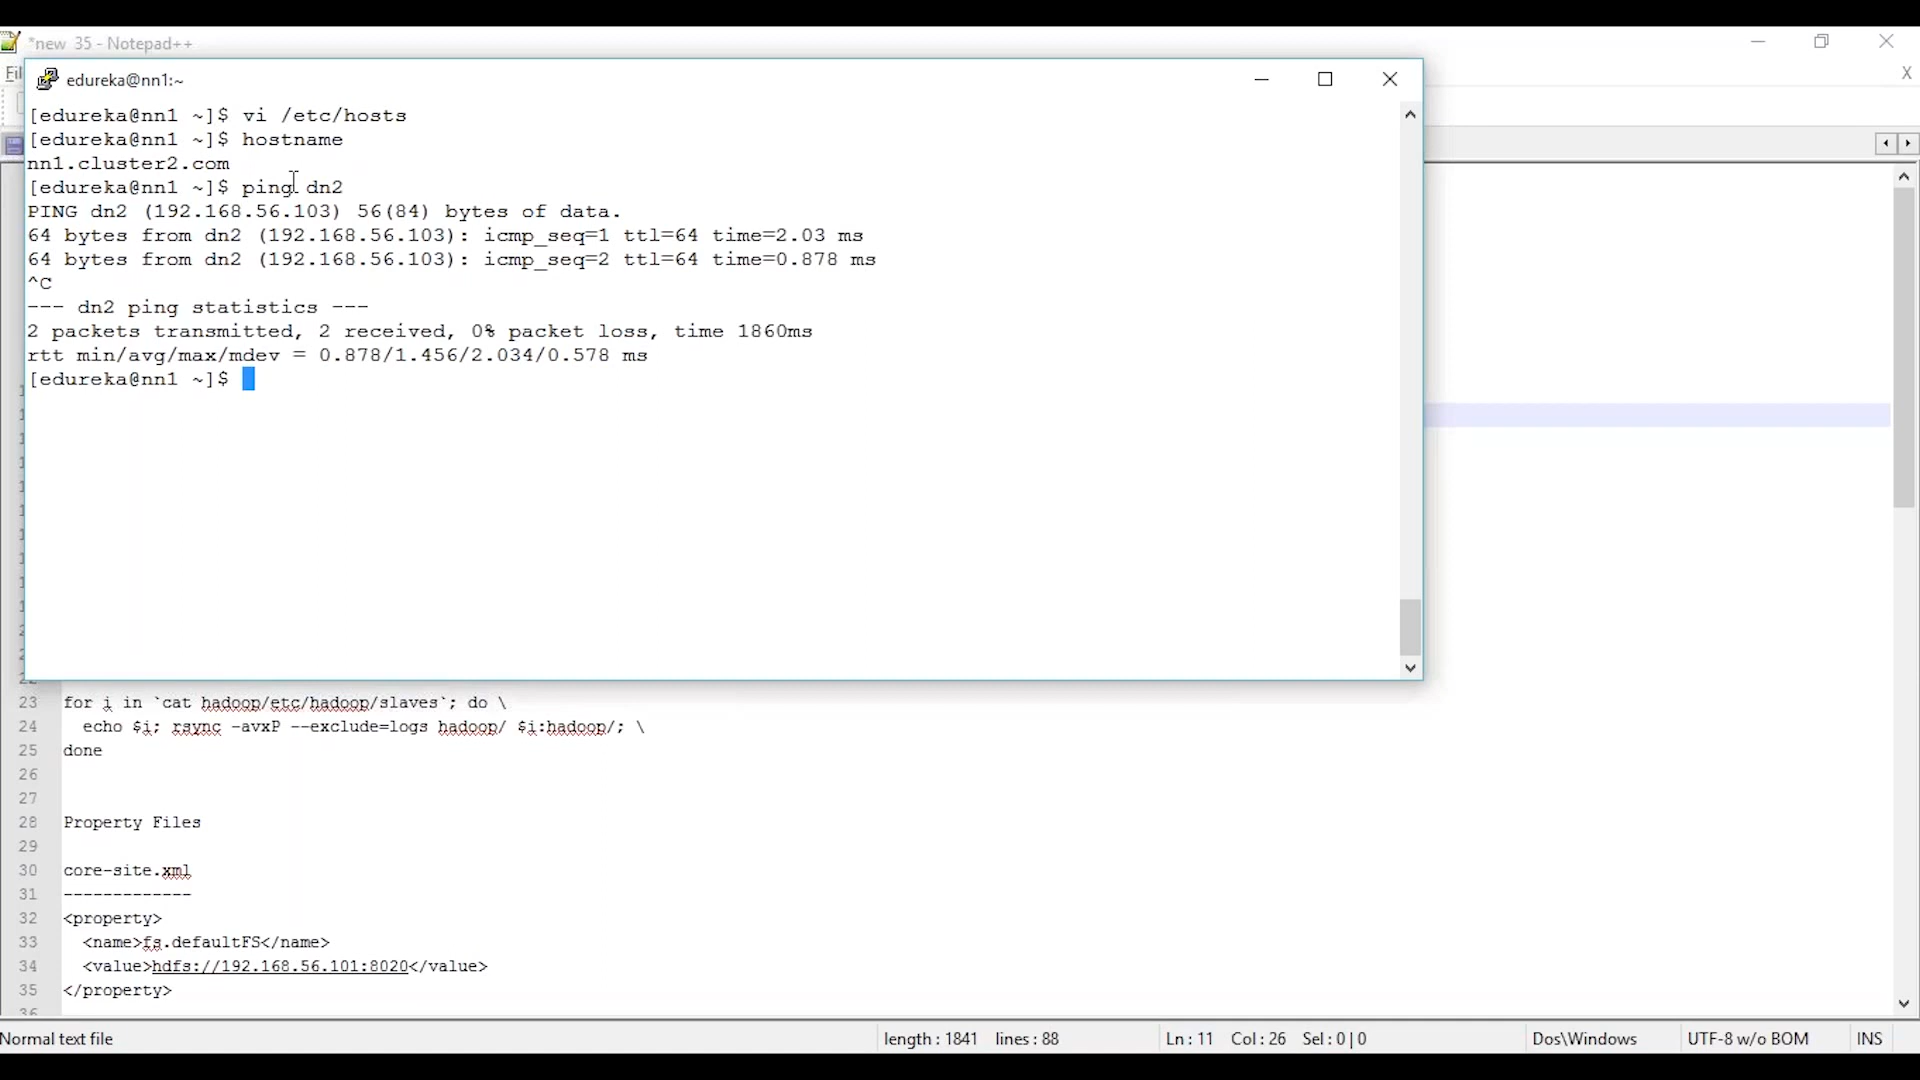 *new 35 - Notepad++
edureka@nn1:~
[edureka@nn1 ~]$ vi /etc/hosts
[edureka@nn1 ~]$ hostname
nn1.cluster2.com
[edureka@nn1 ~]$ ping dn2
PING dn2 (192.168.56.103) 56(84) bytes of data.
64 bytes from dn2 (192.168.56.103): icmp_seq=1 ttl=64 time=2.03 ms
64 bytes from dn2 (192.168.56.103): icmp_seq=2 ttl=64 time=0.878 ms
^C
--- dn2 ping statistics ---
2 packets transmitted, 2 received, 0% packet loss, time 1860ms
rtt min/avg/max/mdev = 0.878/1.456/2.034/0.578 ms
[edureka@nn1 ~]$
23 for i in `cat hadoop/etc/hadoop/slaves`; do \
24 echo $i; rsync -avxP --exclude=logs hadoop/ $i:hadoop/; \
25 done
26
27
28 Property Files
29
30 core-site.xml
31 -------------
32 <property>
33 <name>fs.defaultFS</name>
34 <value>hdfs://192.168.56.101:8020</value>
35 </property>
36
Normal text file length : 1841 lines : 88 Ln : 11 Col : 26 Sel : 0 | 0 Dos\Windows UTF-8 w/o BOM INS